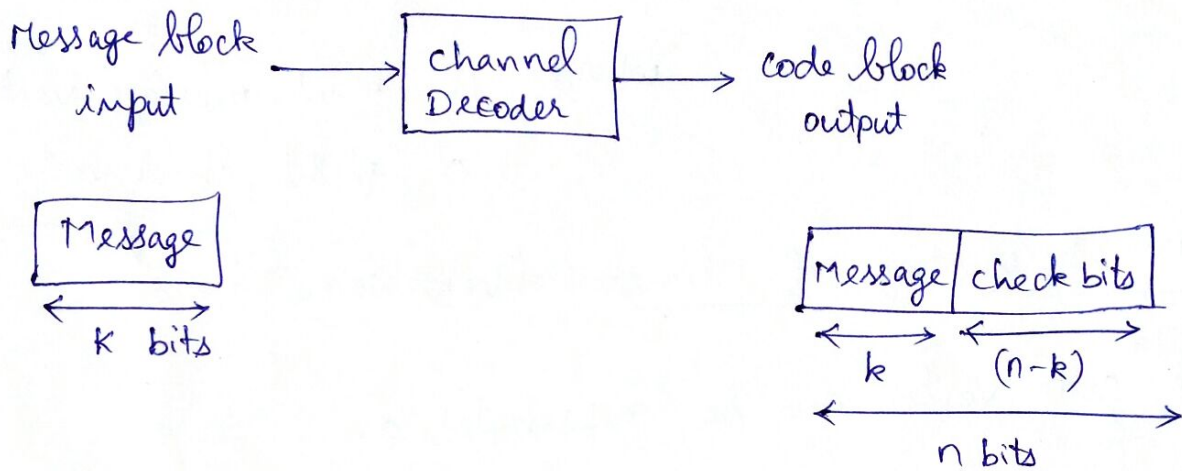 Message block
input
Channel
Decoder
code block
output
Message
K bits
Message
check bits
k
(n-k)
n bits